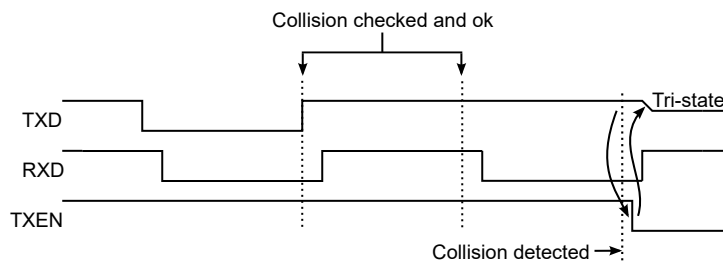 Collision checked and ok
TXD
Tri-state
RXD
TXEN
Collision detected